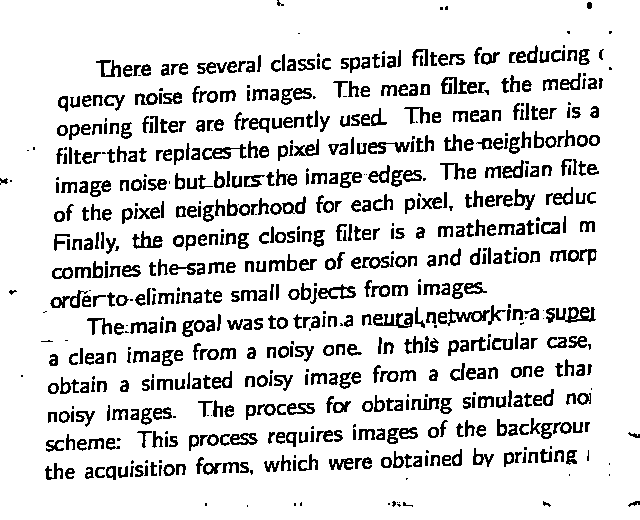 There are several classic spatial filters for reducing
quency noise from images. The mean filter, the median
opening filter are frequently used. The mean filter is a
filter that replaces the pixel values with the neighborhoo
image noise but blurs the image edges. The median filte
of the pixel neighborhood for each pixel, thereby reduc
Finally, the opening closing filter is a mathematical m
combines the same number of erosion and dilation morp
order to eliminate small objects from images.
The main goal was to train a neural network in a super
a clean image from a noisy one. In this particular case,
obtain a simulated noisy image from a clean one than
noisy images. The process for obtaining simulated noi
scheme: This process requires images of the backgroun
the acquisition forms, which were obtained by printing